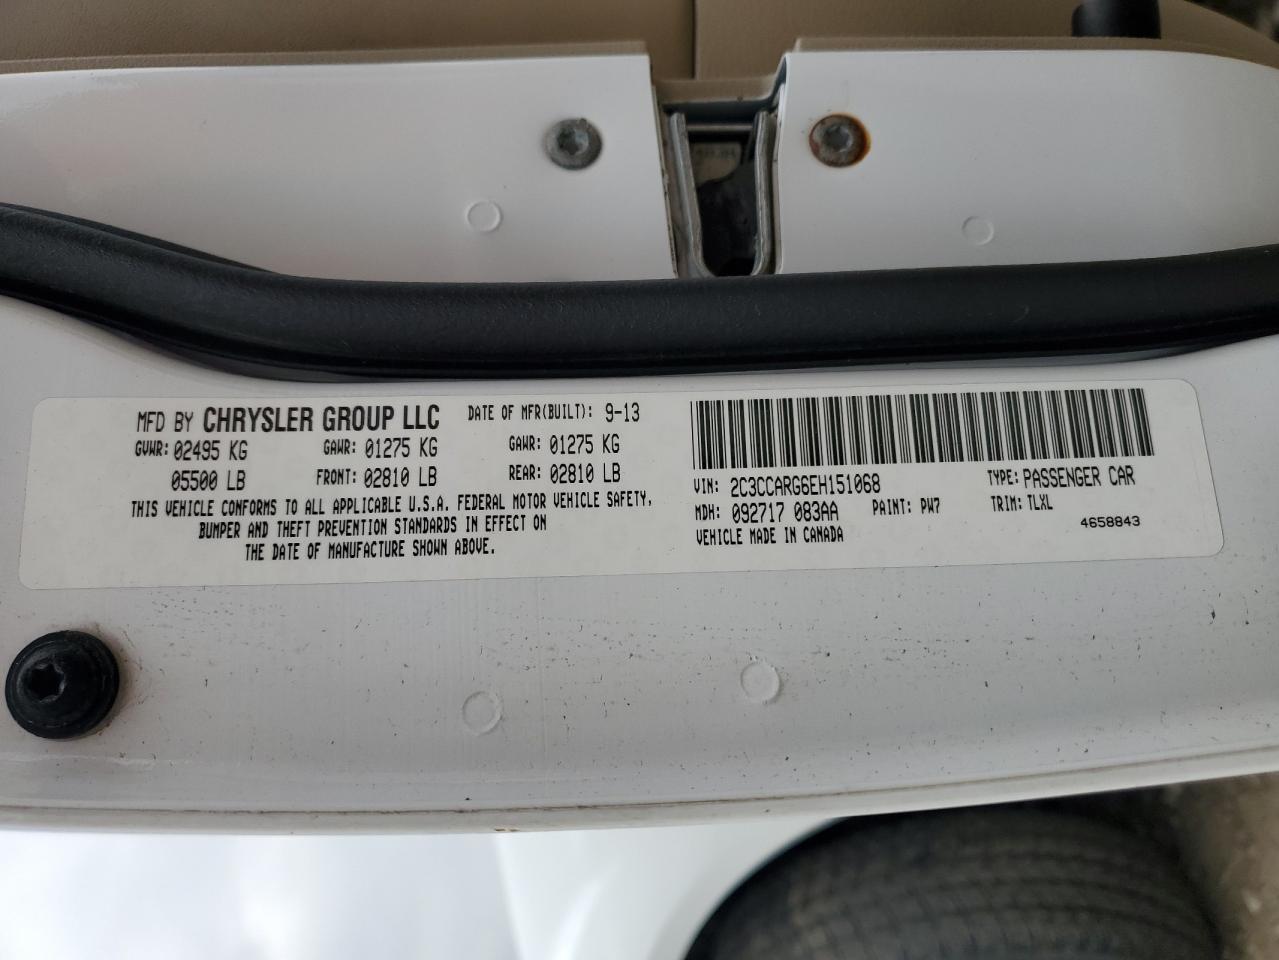 MFD BY CHRYSLER GROUP LLC DATE OF MFR(BUILT): 9-13
GVWR: 02495 KG GAWR: 01275 KG GAWR: 01275 KG
05500 LB FRONT: 02810 LB REAR: 02810 LB
THIS VEHICLE CONFORMS TO ALL APPLICABLE U.S.A. FEDERAL MOTOR VEHICLE SAFETY,
BUMPER AND THEFT PREVENTION STANDARDS IN EFFECT ON
THE DATE OF MANUFACTURE SHOWN ABOVE.
VIN: 2C3CCARG6EH151068 TYPE: PASSENGER CAR
MDH: 092717 083AA PAINT: PW7 TRIM: TLXL
VEHICLE MADE IN CANADA 4658843